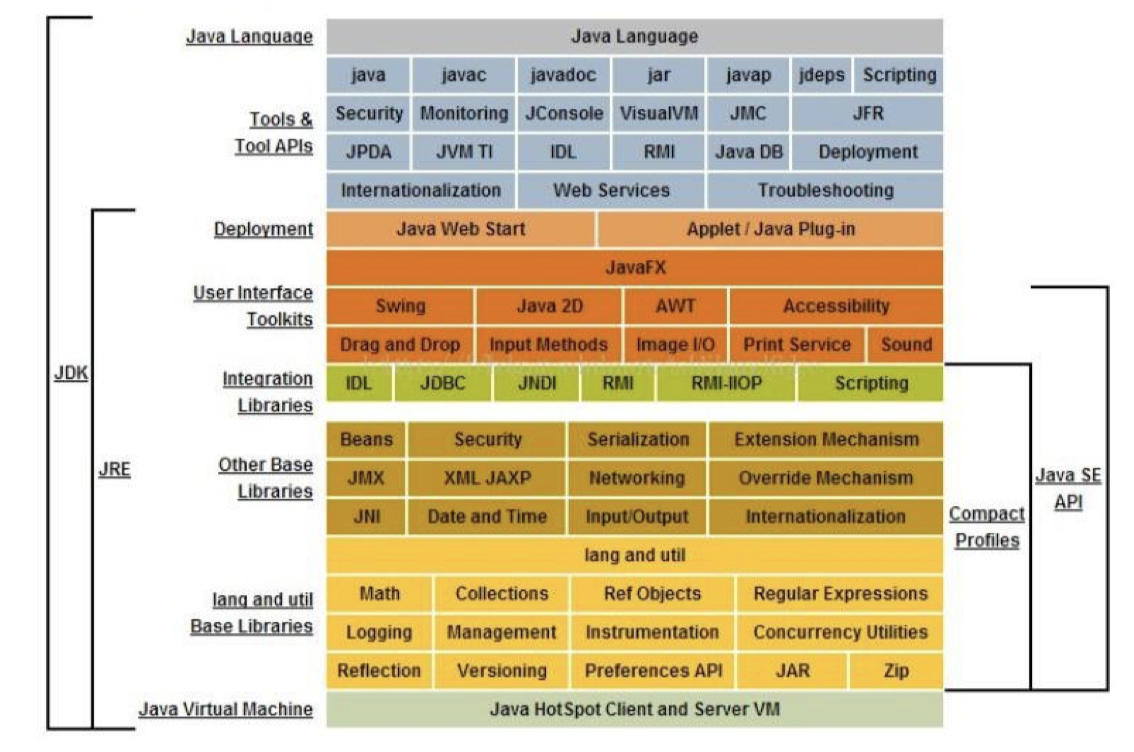 Java Language
Java Language
java javac javadoc jar javap jdeps Scripting
Tools &
Tool APIs
Security Monitoring JConsole VisualVM JMC JFR
JPDA JVM TI IDL RMI Java DB Deployment
Internationalization Web Services Troubleshooting
Deployment
Java Web Start Applet / Java Plug-in
JavaFX
User Interface
Toolkits
Swing Java 2D AWT Accessibility
Drag and Drop Input Methods Image I/O Print Service Sound
Integration
Libraries
IDL JDBC JNDI RMI RMI-IIOP Scripting
Other Base
Libraries
Beans Security Serialization Extension Mechanism
JMX XML JAXP Networking Override Mechanism
JNI Date and Time Input/Output Internationalization
lang and util
lang and util
Base Libraries
Math Collections Ref Objects Regular Expressions
Logging Management Instrumentation Concurrency Utilities
Reflection Versioning Preferences API JAR Zip
Java Virtual Machine
Java HotSpot Client and Server VM
JDK
JRE
Compact
Profiles
Java SE
API